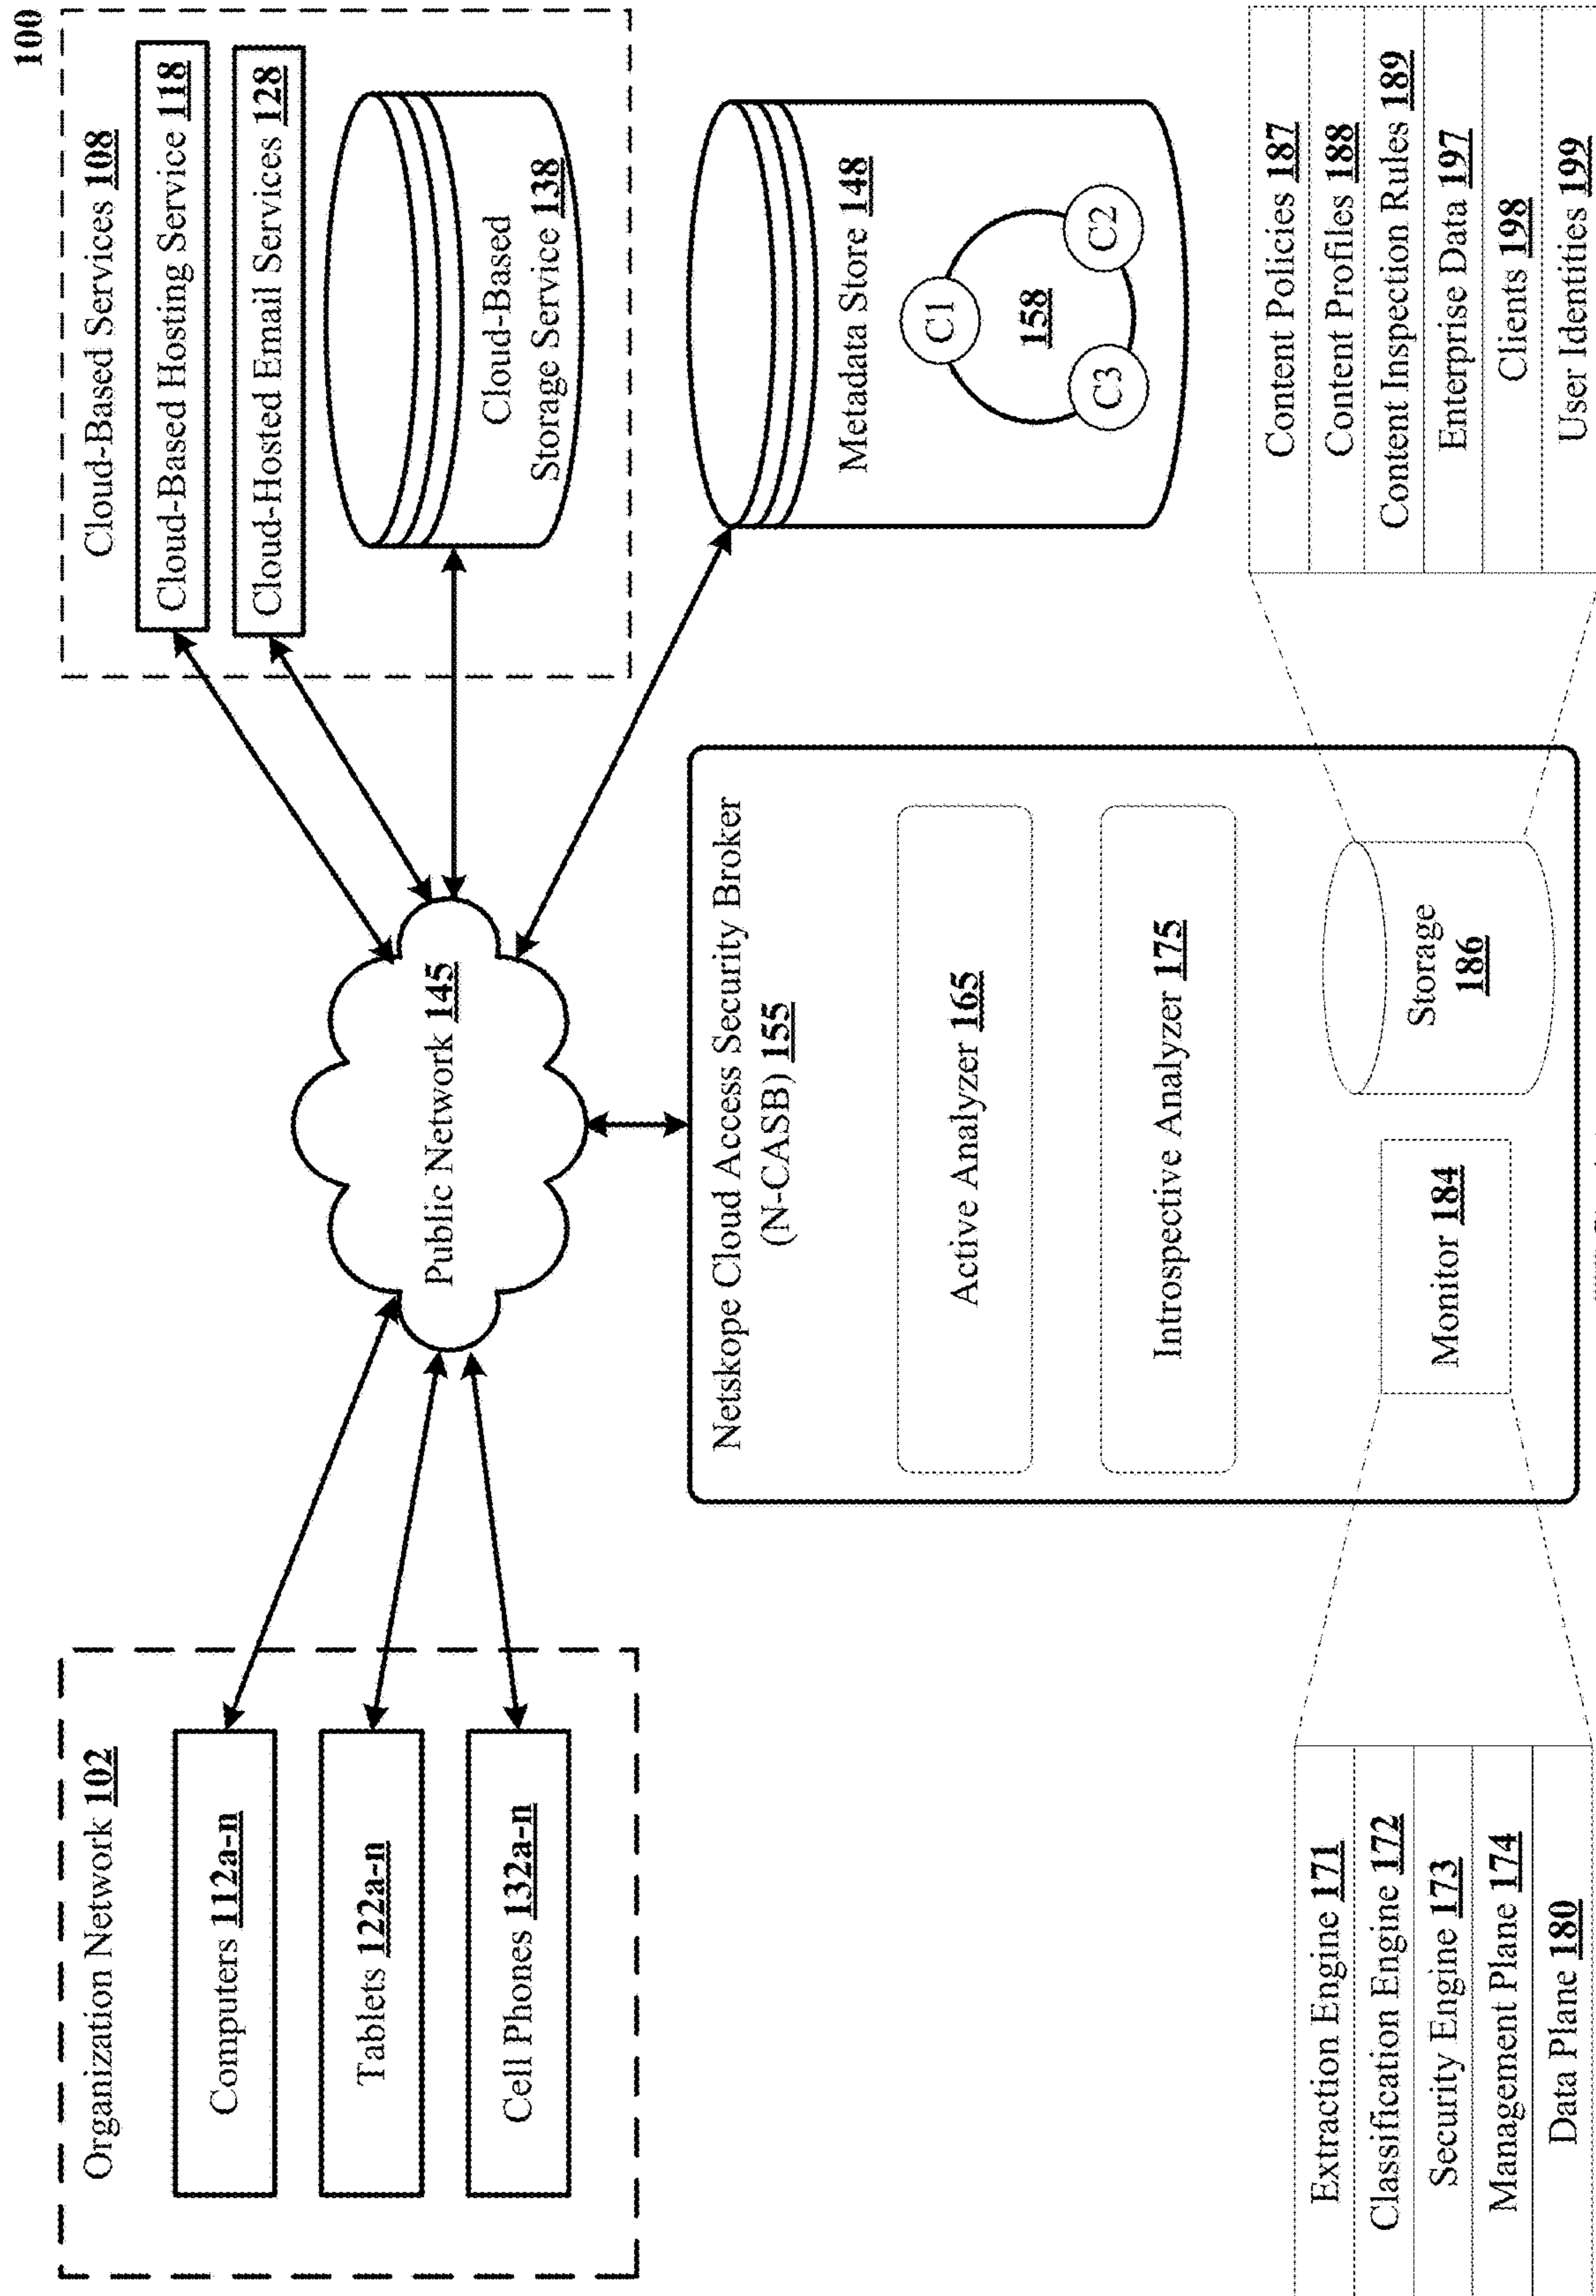 100
Organization Network 102
Computers 112a-n
Tablets 122a-n
Cell Phones 132a-n
Public Network 145
Cloud-Based Services 108
Cloud-Based Hosting Service 118
Cloud-Hosted Email Services 128
Cloud-Based
Storage Service 138
Metadata Store 148
C1
C2
C3
158
Netskope Cloud Access Security Broker
(N-CASB) 155
Active Analyzer 165
Introspective Analyzer 175
Monitor 184
Storage
186
Extraction Engine 171
Classification Engine 172
Security Engine 173
Management Plane 174
Data Plane 180
Content Policies 187
Content Profiles 188
Content Inspection Rules 189
Enterprise Data 197
Clients 198
User Identities 199